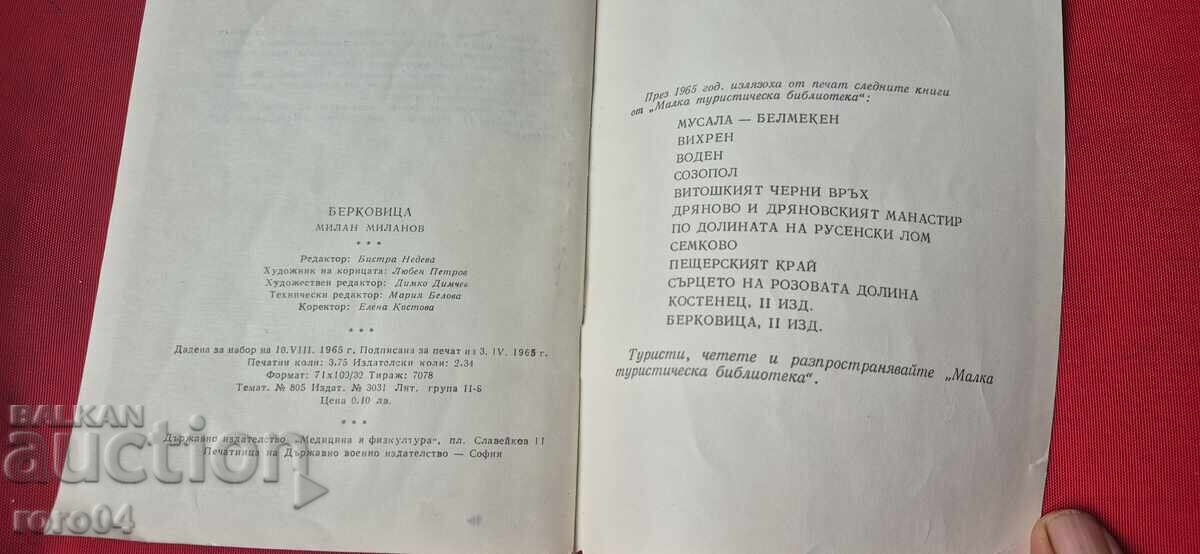 БЕРКОВИЦА
МИЛАН МИЛАНОВ
* * *
Редактор: Бистра Недева
Художник на корицата: Любен Петров
Художествен редактор: Димко Димчев
Технически редактор: Мария Белова
Коректор: Елена Костова
* * *
Дадена за набор на 10.VIII. 1965 г. Подписана за печат из 3. IV. 1965 г.
Печатни коли: 3.75 Издателски коли: 2.34
Формат: 71x100/32 Тираж: 7078
Темат. № 805 Издат. № 3031 Лит. група II-Б
Цена 0.10 лв.
* * *
Държавно издателство „Медицина и физкултура“, пл. Славейков 11
Печатница на Държавно военно издателство — София
През 1965 год. излязоха от печат следните книги
от „Малка туристическа библиотека“:
МУСАЛА — БЕЛМЕКЕН
ВИХРЕН
ВОДЕН
СОЗОПОЛ
ВИТОШКИЯТ ЧЕРНИ ВРЪХ
ДРЯНОВО И ДРЯНОВСКИЯТ МАНАСТИР
ПО ДОЛИНАТА НА РУСЕНСКИ ЛОМ
СЕМКОВО
ПЕЩЕРСКИЯТ КРАЙ
СЪРЦЕТО НА РОЗОВАТА ДОЛИНА
КОСТЕНЕЦ, II ИЗД.
БЕРКОВИЦА, II ИЗД.
Туристи, четете и разпространявайте „Малка
туристическа библиотека“.
BALKAN
auction
roro04